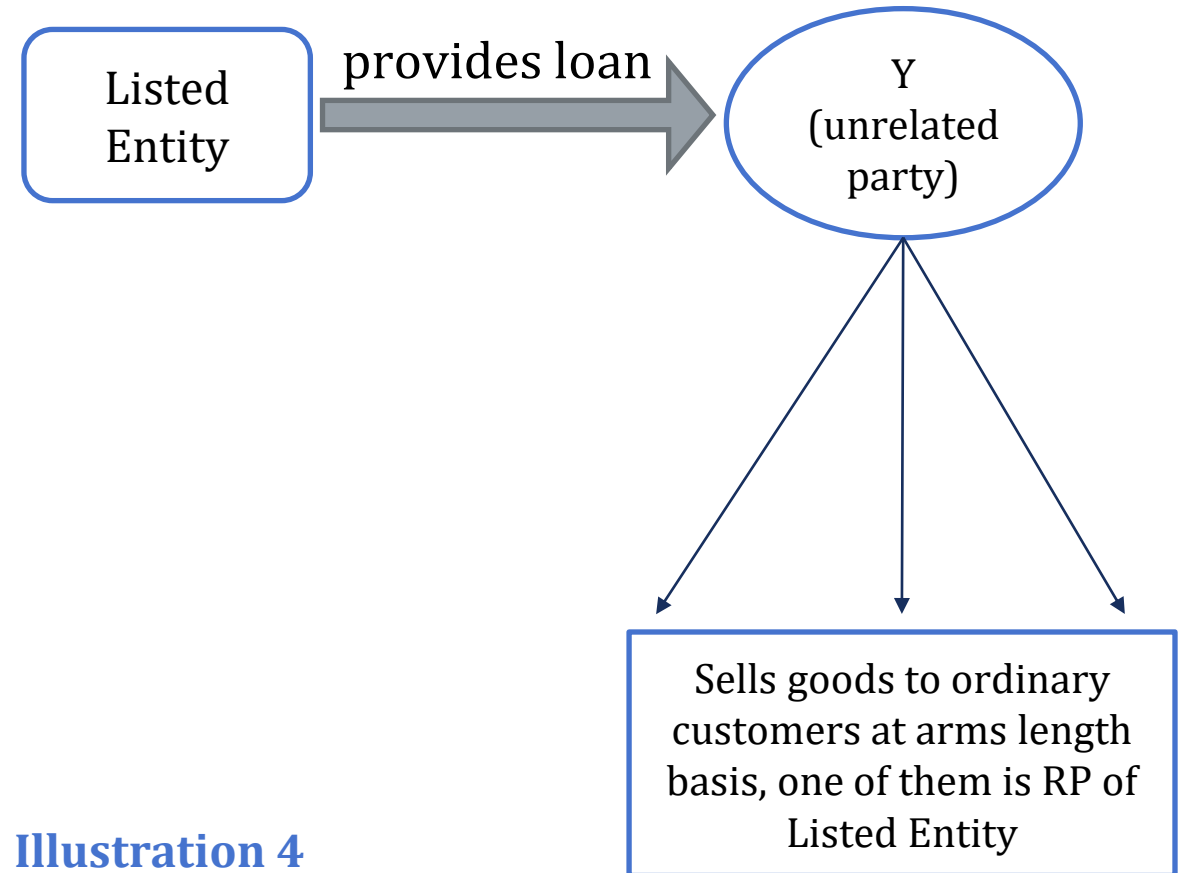 Listed
Entity
provides loan
Y
(unrelated
party)
Sells goods to ordinary
customers at arms length
basis, one of them is RP of
Listed Entity
Illustration 4